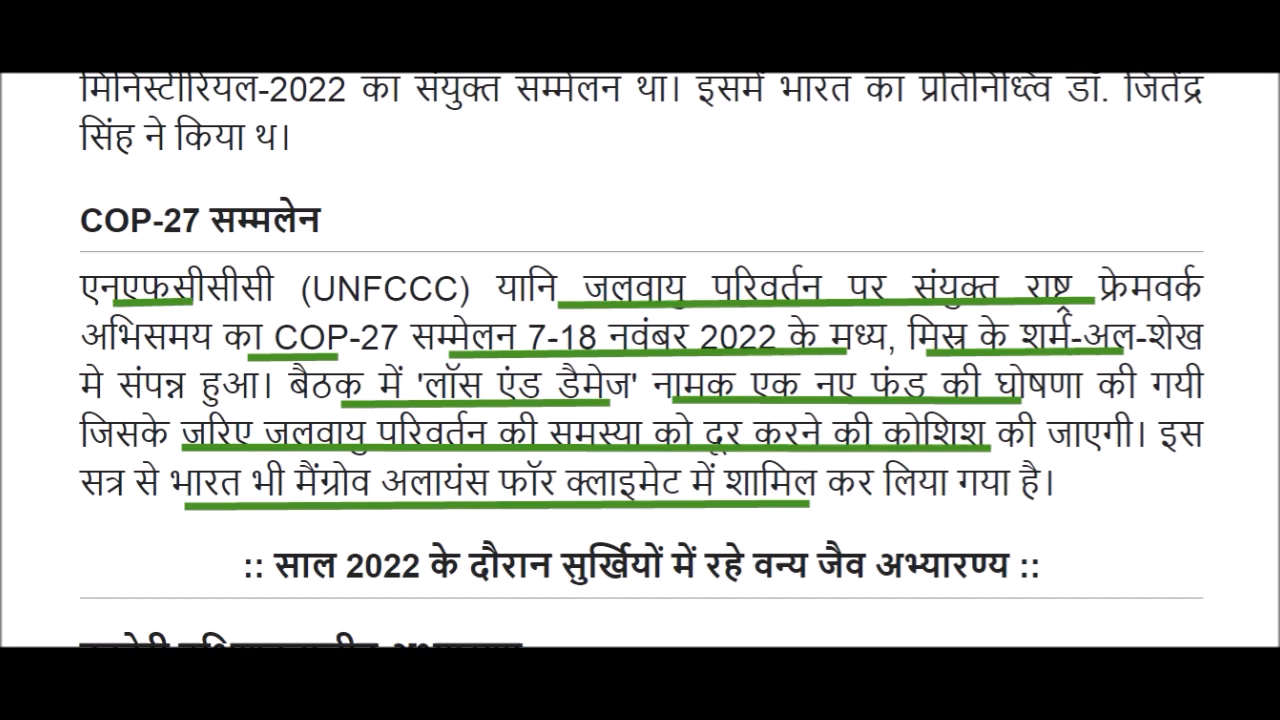 मिनिस्टीरियल-2022 का संयुक्त सम्मेलन था। इसमें भारत का प्रतिनिध्त्वि डॉ. जितेंद्र
सिंह ने किया थ।
COP-27 सम्मलेन
एनएफसीसीसी (UNFCCC) यानि जलवायु परिवर्तन पर संयुक्त राष्ट्र फ्रेमवर्क
अभिसमय का COP-27 सम्मेलन 7-18 नवंबर 2022 के मध्य, मिस्र के शर्म-अल-शेख
मे संपन्न हुआ। बैठक में 'लॉस एंड डैमेज' नामक एक नए फंड की घोषणा की गयी
जिसके जरिए जलवायु परिवर्तन की समस्या को दूर करने की कोशिश की जाएगी। इस
सत्र से भारत भी मैंग्रोव अलायंस फॉर क्लाइमेट में शामिल कर लिया गया है।
:: साल 2022 के दौरान सुर्खियों में रहे वन्य जैव अभ्यारण्य ::